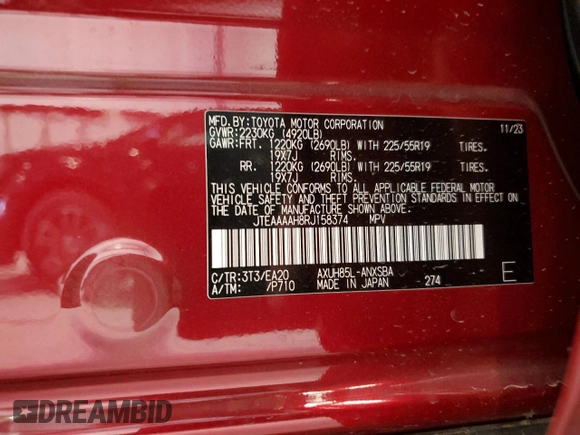 MFD.BY:TOYOTA MOTOR CORPORATION 11/23
GVWR:2230KG (4920LB)
GAWR:FRT. 1220KG (2690LB) WITH 225/55R19 TIRES.
19X7J RIMS.
RR. 1220KG (2690LB) WITH 225/55R19 TIRES.
19X7J RIMS.
THIS VEHICLE CONFORMS TO ALL APPLICABLE FEDERAL MOTOR
VEHICLE SAFETY AND THEFT PREVENTION STANDARDS IN EFFECT ON
THE DATE OF MANUFACTURE SHOWN ABOVE.
JTEAAAAH8RJ158374 MPV
C/TR:3T3/EA20 AXUH85L-ANXSBA
A/TM: /P710 MADE IN JAPAN 274 E
DREAMBID